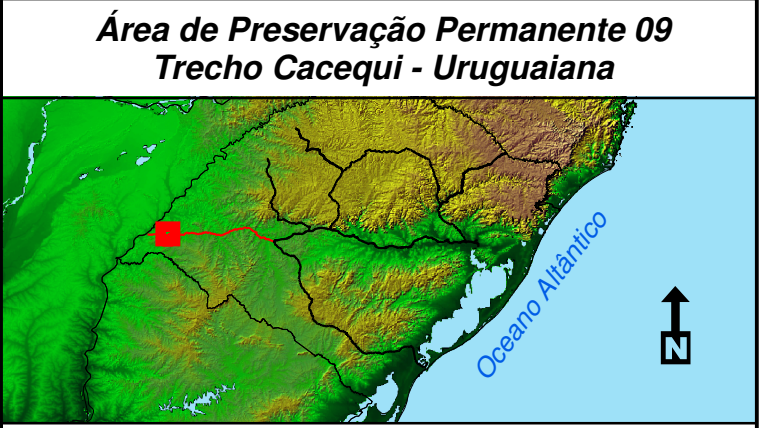 Área de Preservação Permanente 09
Trecho Cacequi - Uruguaiana
Oceano Altântico
N